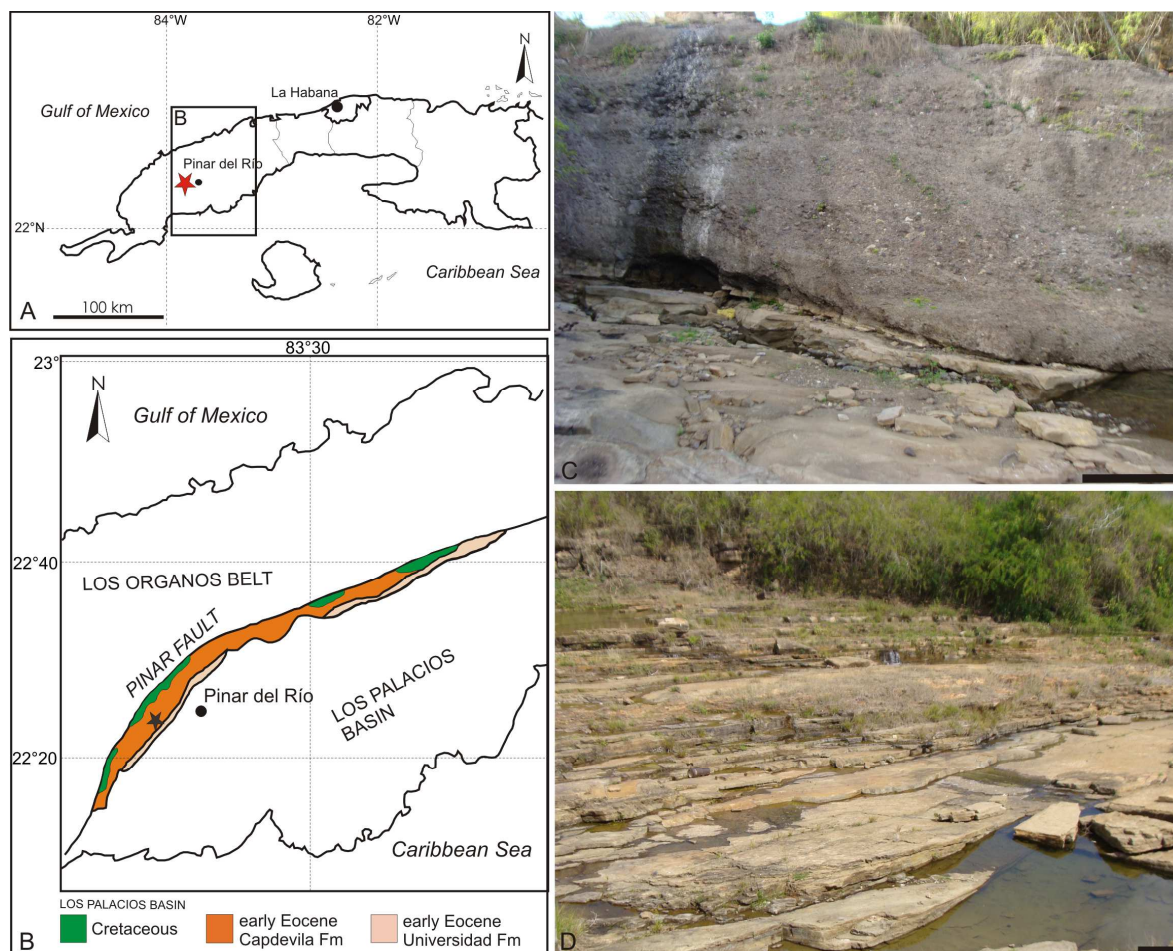 84°W
82°W
N
La Habana
Gulf of Mexico
B
Pinar del Río
22°N
Caribbean Sea
100 km
A
83°30
23°
N
Gulf of Mexico
22°40
LOS ORGANOS BELT
PINAR FAULT
Pinar del Río
LOS PALACIOS
BASIN
22°20
Caribbean Sea
LOS PALACIOS BASIN
Cretaceous
early Eocene
Capdevila Fm
early Eocene
Universidad Fm
B
C
D